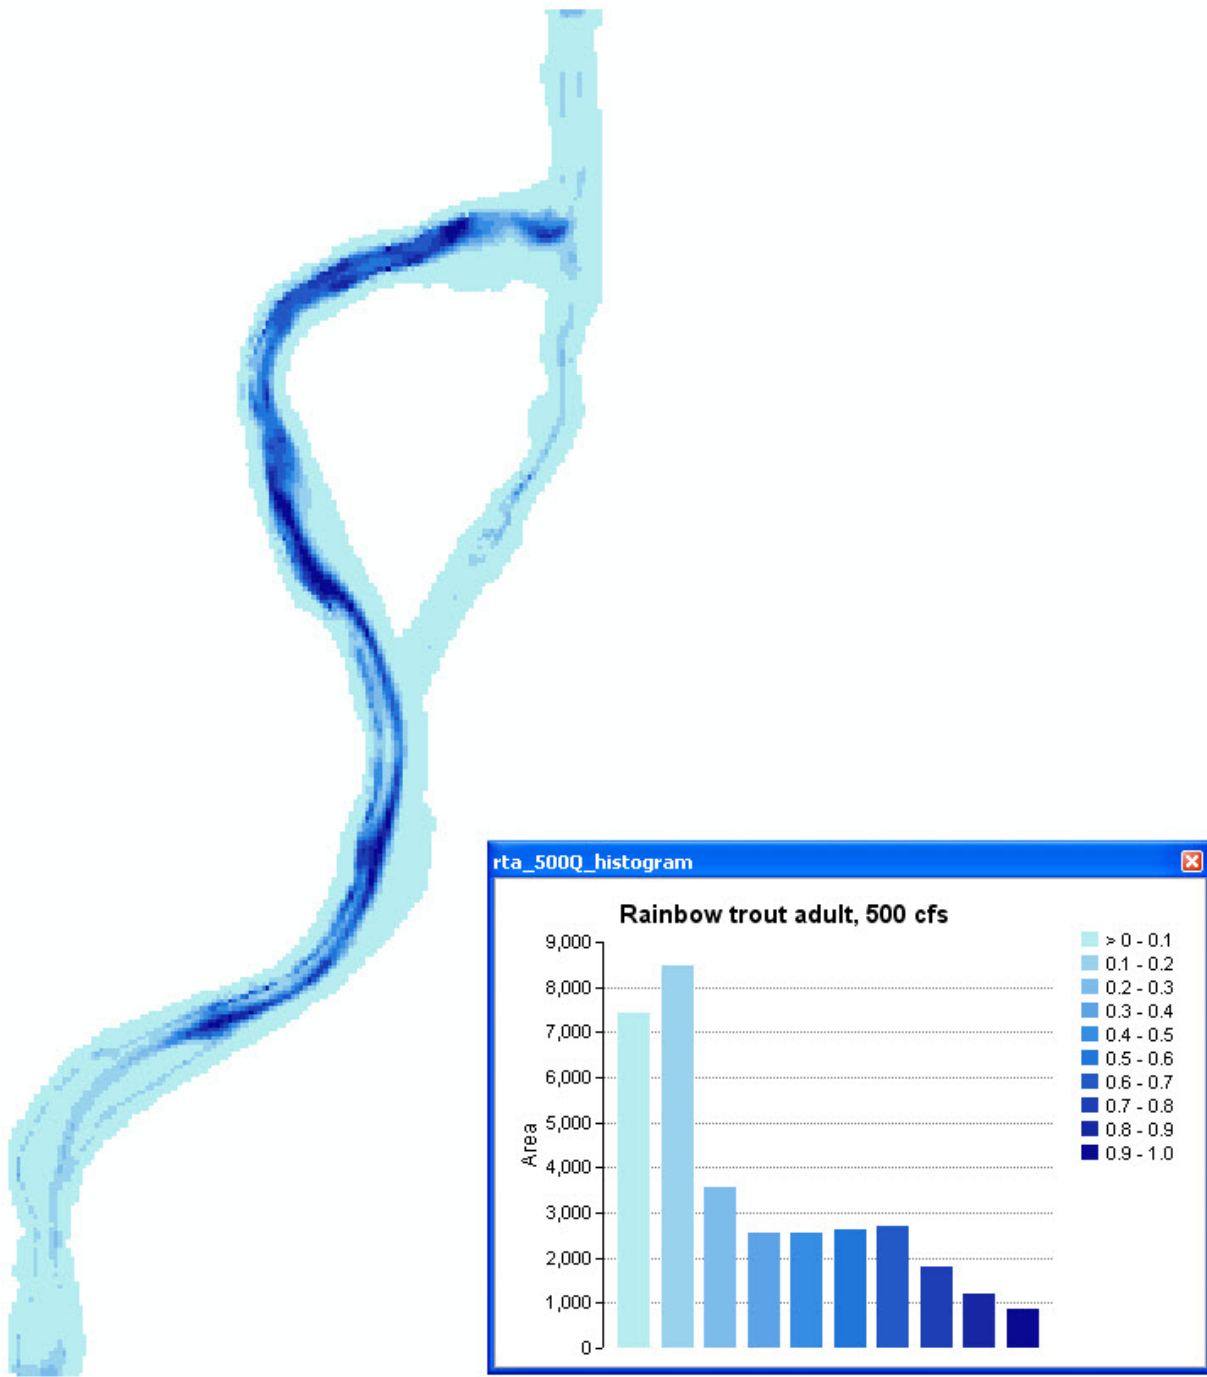 rta_500Q_histogram
Rainbow trout adult, 500 cfs
9,000
8,000
7,000
6,000
5,000
4,000
3,000
2,000
1,000
0
Area
> 0 - 0.1
0.1 - 0.2
0.2 - 0.3
0.3 - 0.4
0.4 - 0.5
0.5 - 0.6
0.6 - 0.7
0.7 - 0.8
0.8 - 0.9
0.9 - 1.0